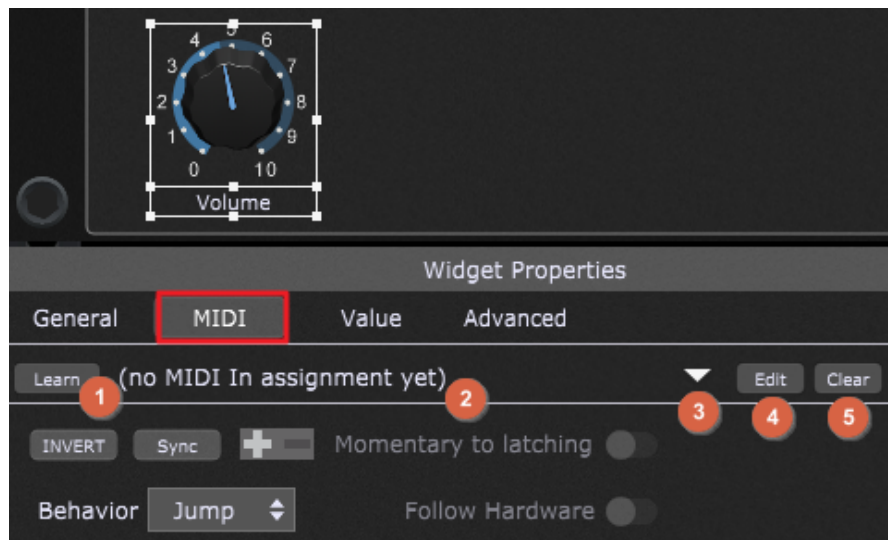 4 5 6
3 7
2 8
1 9
0 10
Volume
Widget Properties
General MIDI Value Advanced
Learn (no MIDI In assignment yet) Edit Clear
1 2 3 4 5
INVERT Sync Momentary to latching
Behavior Jump Follow Hardware